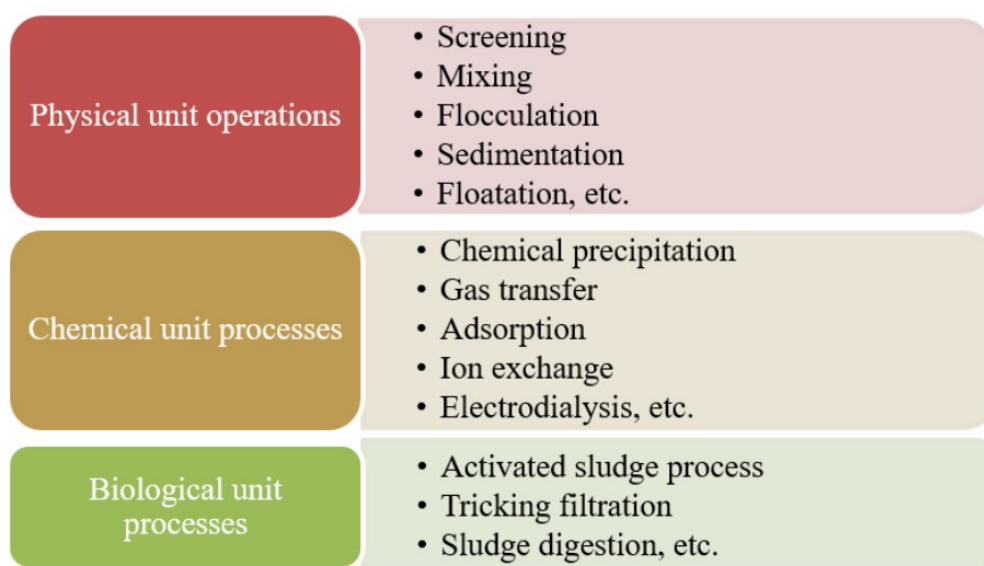 Physical unit operations
• Screening
• Mixing
• Flocculation
• Sedimentation
• Floatation, etc.
Chemical unit processes
• Chemical precipitation
• Gas transfer
• Adsorption
• Ion exchange
• Electrodialysis, etc.
Biological unit
processes
• Activated sludge process
• Tricking filtration
• Sludge digestion, etc.